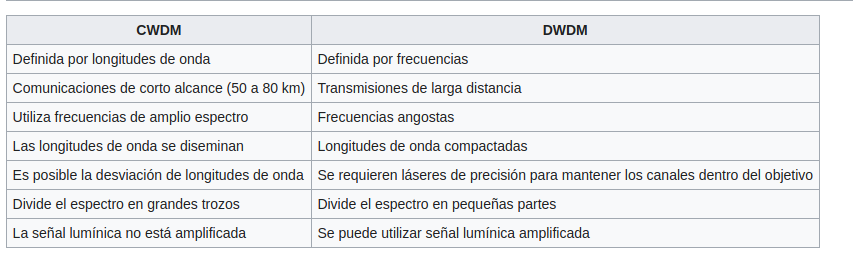 CWDM DWDM
Definida por longitudes de onda Definida por frecuencias
Comunicaciones de corto alcance (50 a 80 km) Transmisiones de larga distancia
Utiliza frecuencias de amplio espectro Frecuencias angostas
Las longitudes de onda se diseminan Longitudes de onda compactadas
Es posible la desviación de longitudes de onda Se requieren láseres de precisión para mantener los canales dentro del objetivo
Divide el espectro en grandes trozos Divide el espectro en pequeñas partes
La señal lumínica no está amplificada Se puede utilizar señal lumínica amplificada